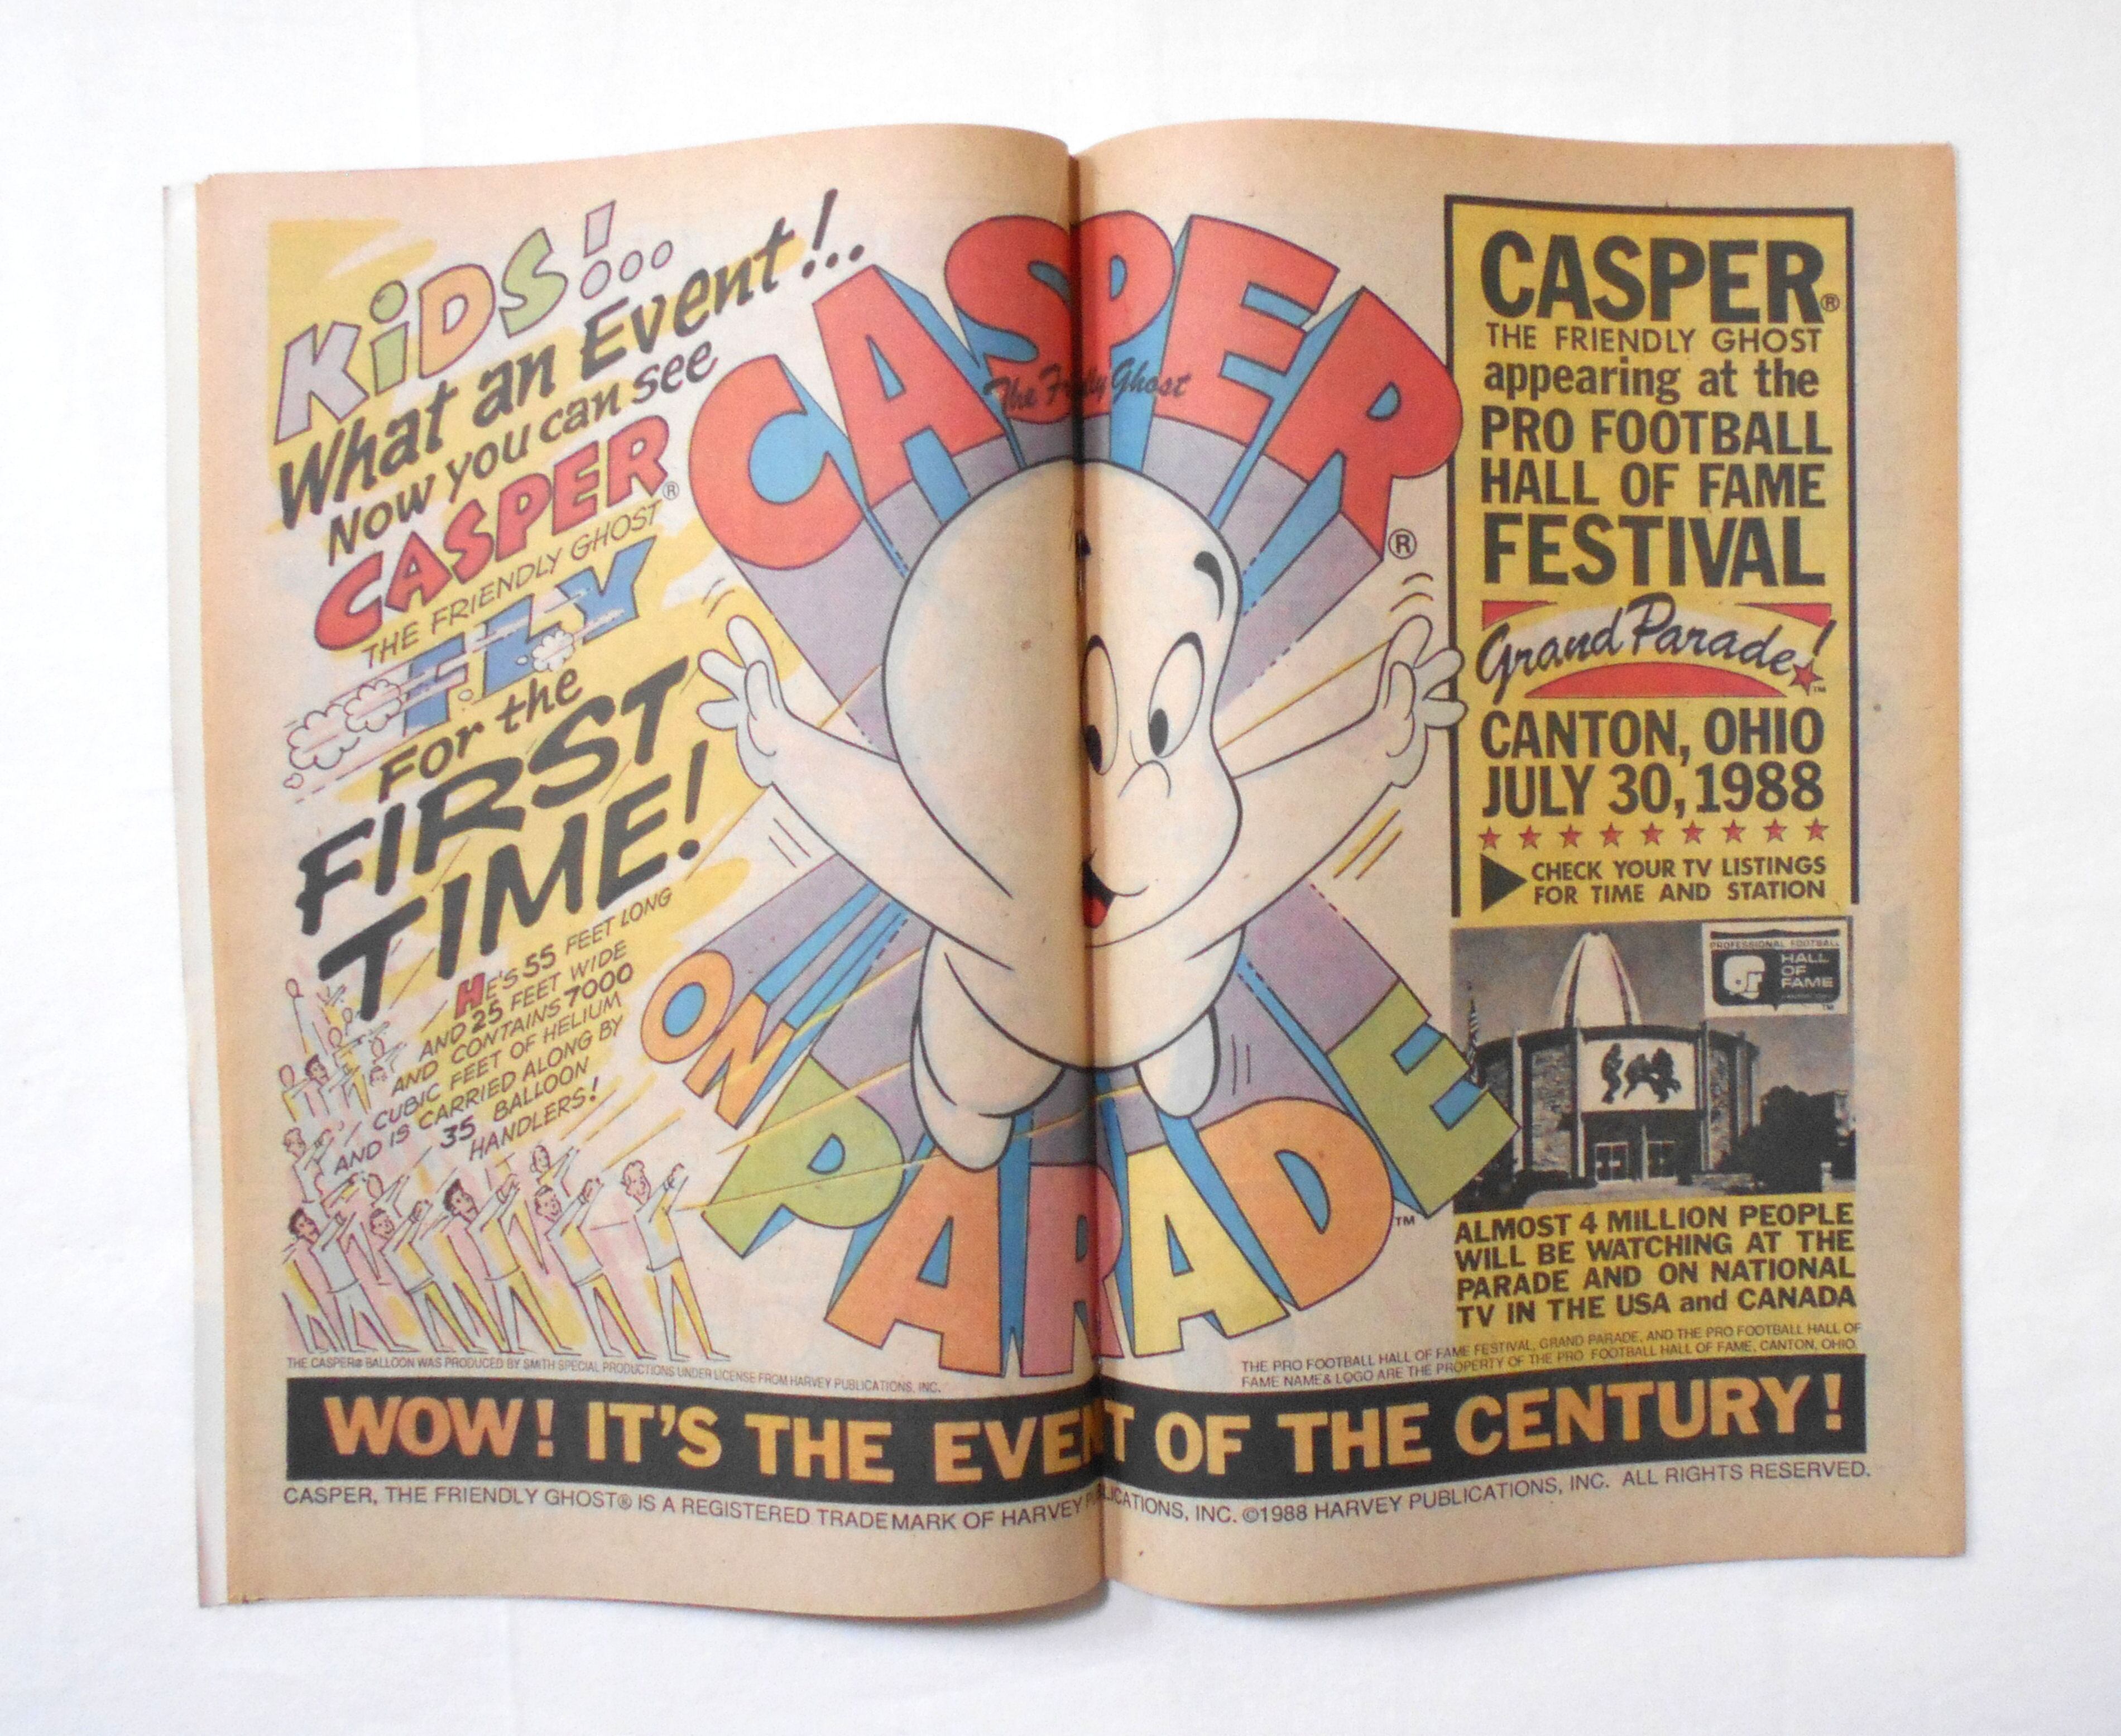 KiDS!..
What an Event!..
Now you can see
CASPER®
THE FRIENDLY GHOST
FLY
For the
FIRST
TIME!
HE'S 55 FEET LONG
AND 25 FEET WIDE
AND CONTAINS 7000
CUBIC FEET OF HELIUM
AND IS CARRIED ALONG BY
35 BALLOON
HANDLERS!
THE CASPER® BALLOON WAS PRODUCED BY SMITH SPECIAL PRODUCTIONS UNDER LICENSE FROM HARVEY PUBLICATIONS, INC.
CASPER®
The Ghost
ON
PARADE™
CASPER®
THE FRIENDLY GHOST
appearing at the
PRO FOOTBALL
HALL OF FAME
FESTIVAL
Grand Parade!™
CANTON, OHIO
JULY 30, 1988
CHECK YOUR TV LISTINGS
FOR TIME AND STATION
PROFESSIONAL FOOTBALL
HALL
OF
FAME
™
ALMOST 4 MILLION PEOPLE
WILL BE WATCHING AT THE
PARADE AND ON NATIONAL
TV IN THE USA and CANADA
THE PRO FOOTBALL HALL OF FAME FESTIVAL, GRAND PARADE, AND THE PRO FOOTBALL HALL OF
FAME NAME & LOGO ARE THE PROPERTY OF THE PRO FOOTBALL HALL OF FAME, CANTON, OHIO.
WOW! IT'S THE EVENT OF THE CENTURY!
CASPER, THE FRIENDLY GHOST® IS A REGISTERED TRADEMARK OF HARVEY PUBLICATIONS, INC. ©1988 HARVEY PUBLICATIONS, INC. ALL RIGHTS RESERVED.